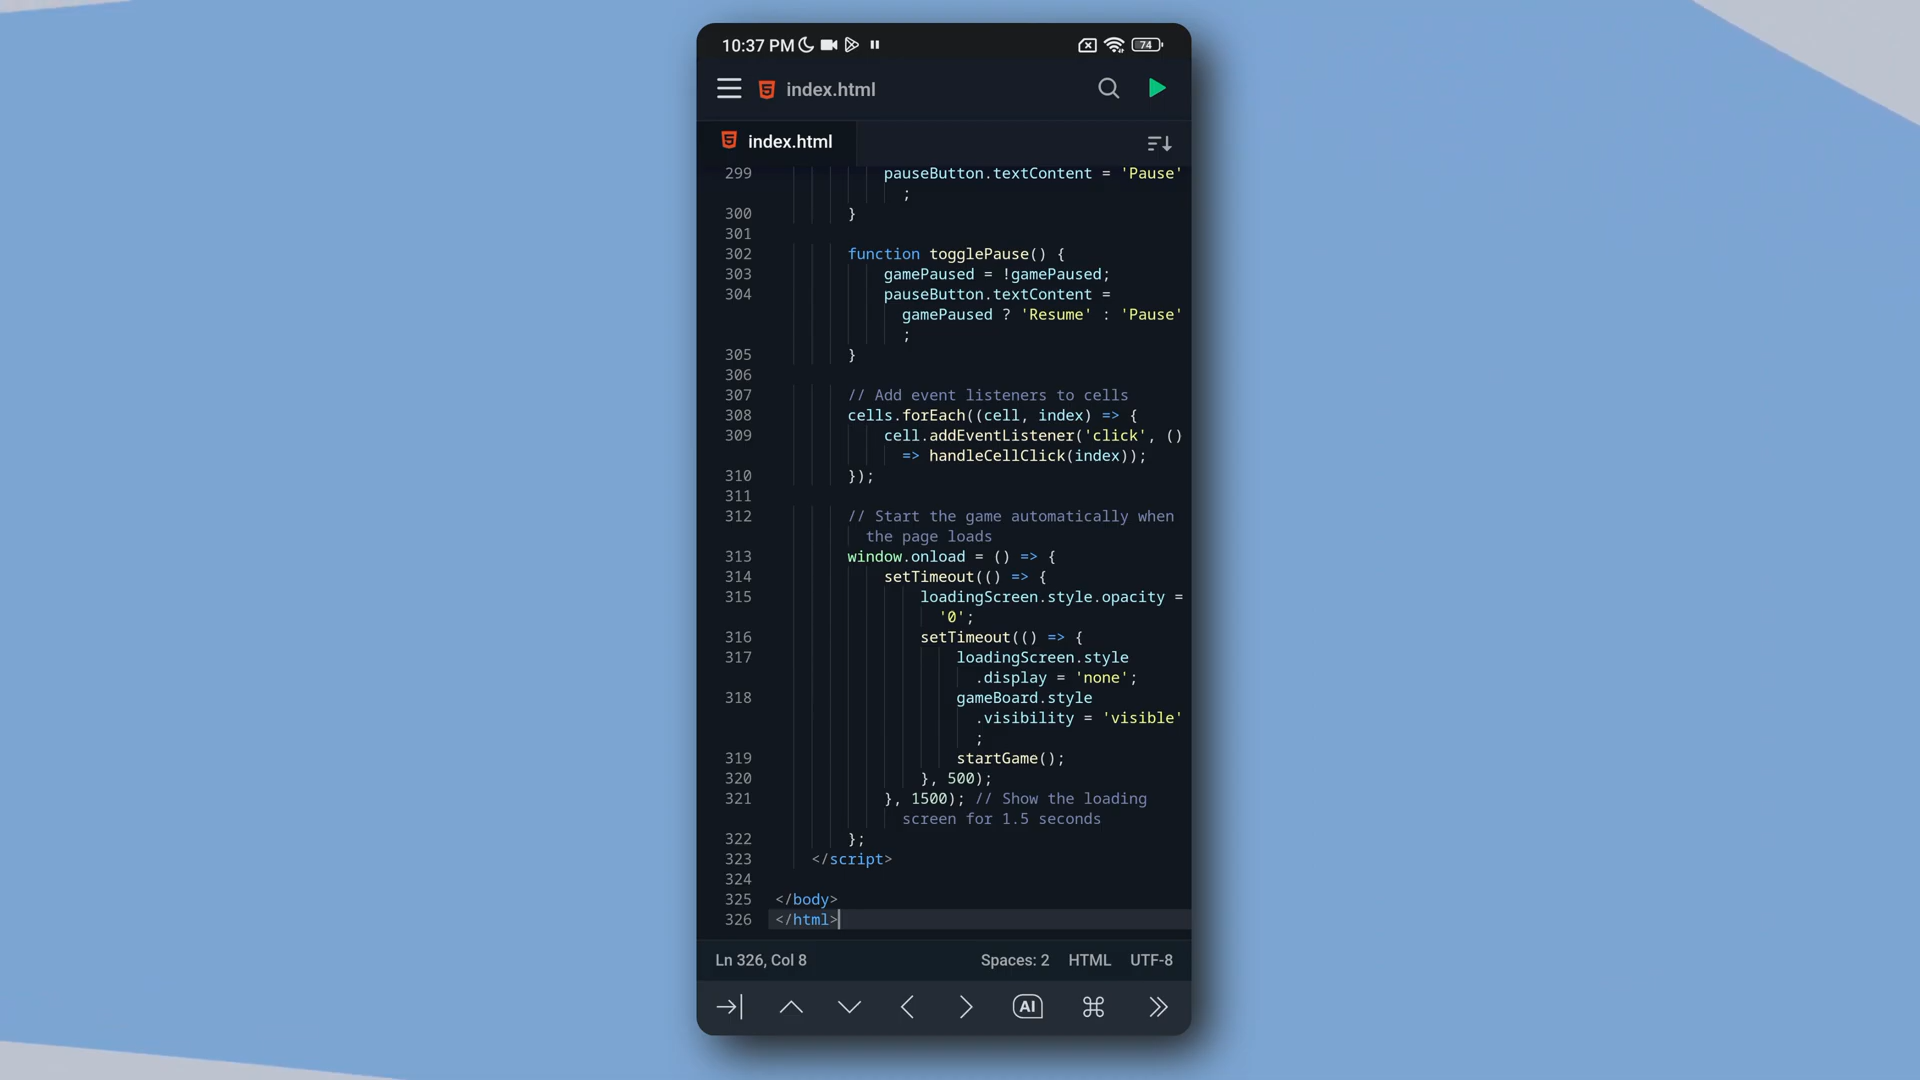 10:37 PM
74
index.html
index.html
299 pauseButton.textContent = 'Pause'
;
300 }
301
302 function togglePause() {
303 gamePaused = !gamePaused;
304 pauseButton.textContent =
gamePaused ? 'Resume' : 'Pause'
;
305 }
306
307 // Add event listeners to cells
308 cells.forEach((cell, index) => {
309 cell.addEventListener('click', ()
=> handleCellClick(index));
310 });
311
312 // Start the game automatically when
the page loads
313 window.onload = () => {
314 setTimeout(() => {
315 loadingScreen.style.opacity =
'0';
316 setTimeout(() => {
317 loadingScreen.style
.display = 'none';
318 gameBoard.style
.visibility = 'visible'
;
319 startGame();
320 }, 500);
321 }, 1500); // Show the loading
screen for 1.5 seconds
322 };
323 </script>
324
325 </body>
326 </html>
Ln 326, Col 8 Spaces: 2 HTML UTF-8
AI